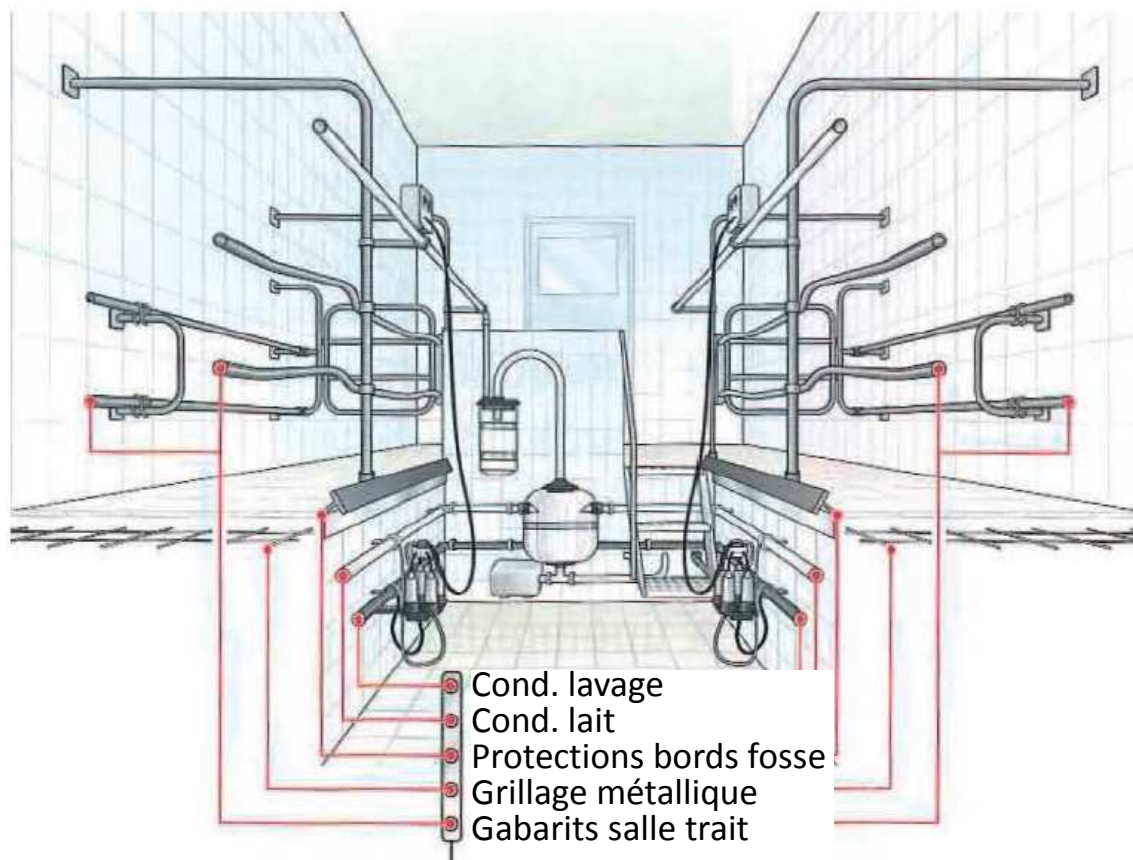 Cond. lavage
Cond. lait
Protections bords fosse
Grillage métallique
Gabarits salle trait